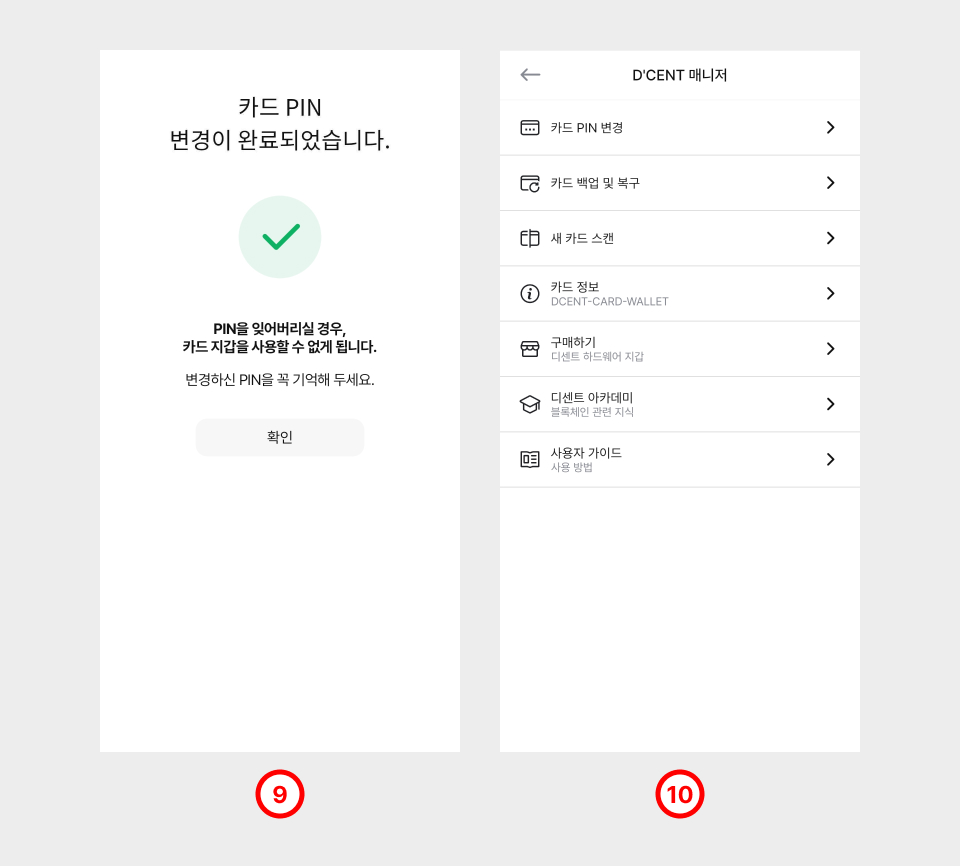 카드 PIN
변경이 완료되었습니다.
PIN을 잊어버리실 경우,
카드 지갑을 사용할 수 없게 됩니다.
변경하신 PIN을 꼭 기억해 두세요.
확인
9
D'CENT 매니저
카드 PIN 변경
카드 백업 및 복구
새 카드 스캔
카드 정보
DCENT-CARD-WALLET
구매하기
디센트 하드웨어 지갑
디센트 아카데미
블록체인 관련 지식
사용자 가이드
사용 방법
10